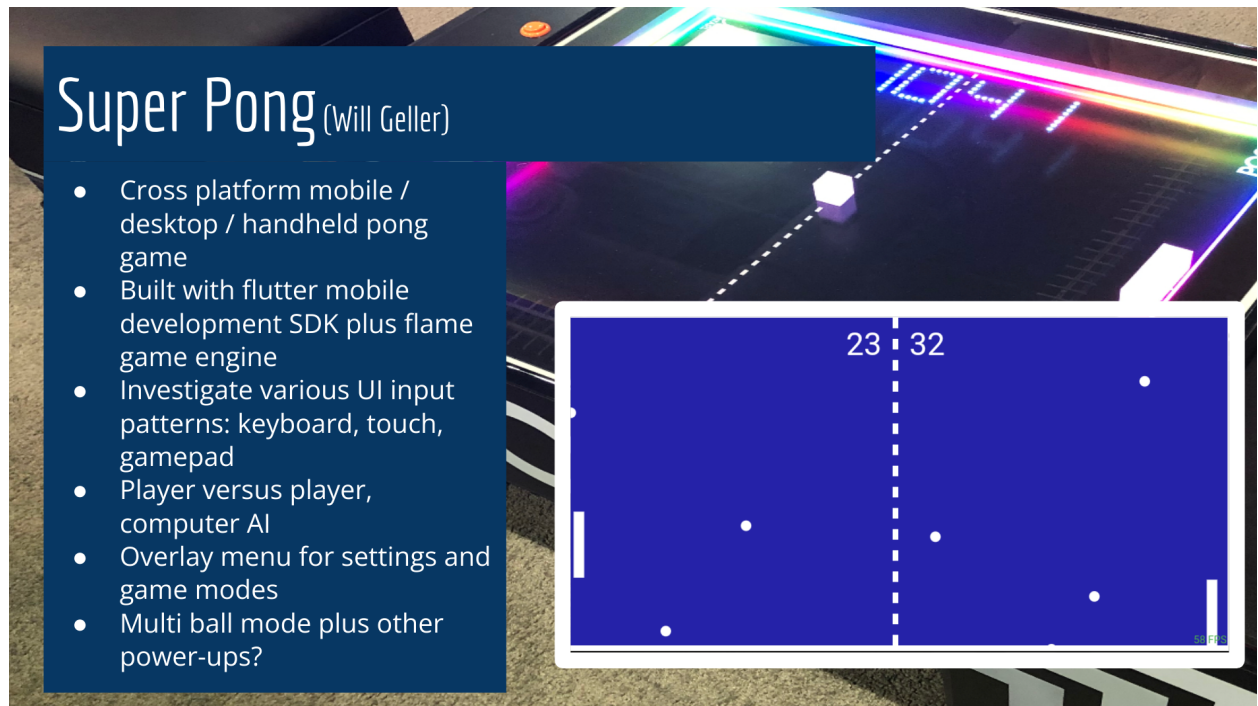 Super Pong (Will Geller)
● Cross platform mobile /
desktop / handheld pong
game
● Built with flutter mobile
development SDK plus flame
game engine
● Investigate various UI input
patterns: keyboard, touch,
gamepad
● Player versus player,
computer AI
● Overlay menu for settings and
game modes
● Multi ball mode plus other
power-ups?
23 32
58 FPS